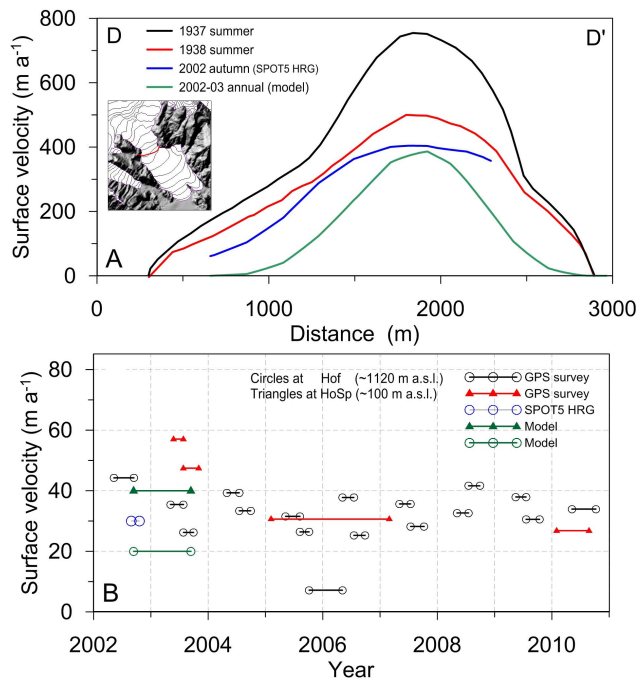 800
600
400
200
0
Surface velocity (m a-1)
D
D'
1937 summer
1938 summer
2002 autumn (SPOT5 HRG)
2002-03 annual (model)
A
0
1000
2000
3000
Distance (m)
80
60
40
20
0
Surface velocity (m a-1)
Circles at Hof (~1120 m a.s.l.)
Triangles at HoSp (~100 m a.s.l.)
GPS survey
GPS survey
SPOT5 HRG
Model
Model
B
2002
2004
2006
2008
2010
Year